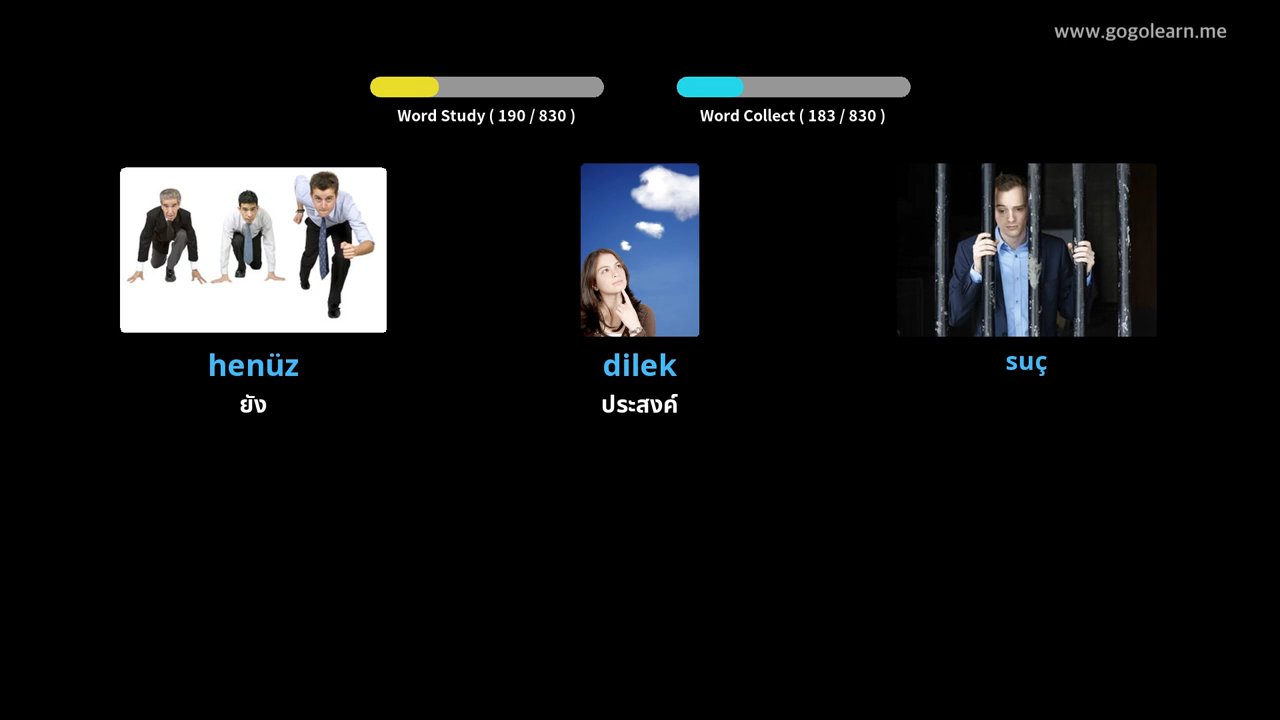 www.gogolearn.me
Word Study ( 190 / 830 )
Word Collect ( 183 / 830 )
henüz
ยัง
dilek
ประสงค์
suç